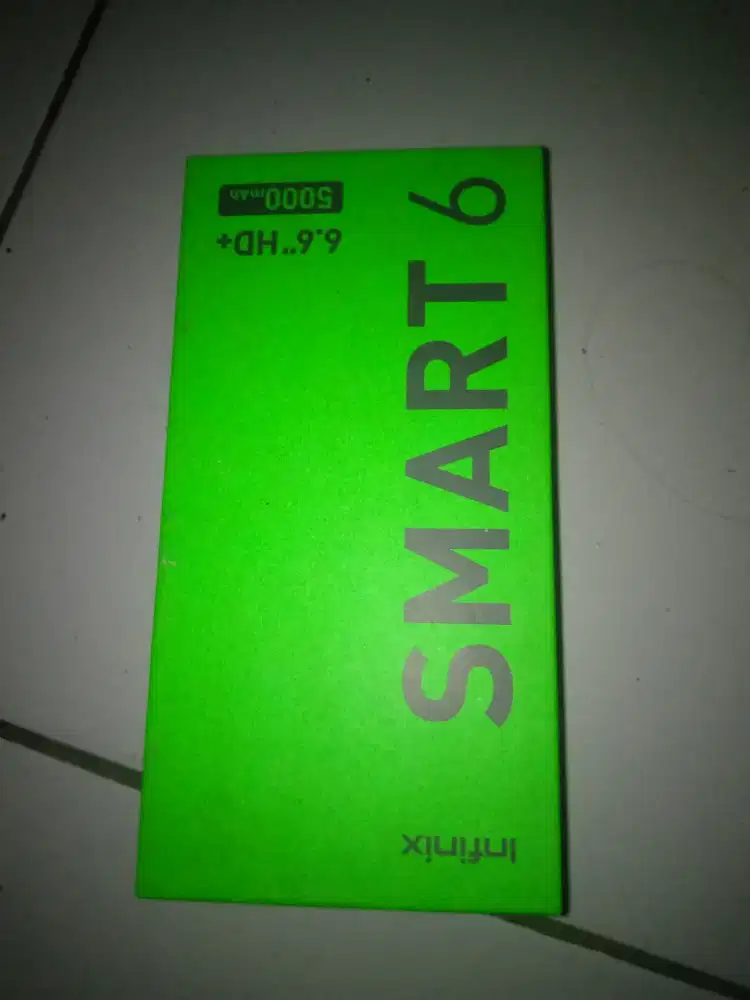 Infinix
SMART 6
6.6" HD+
5000mAh